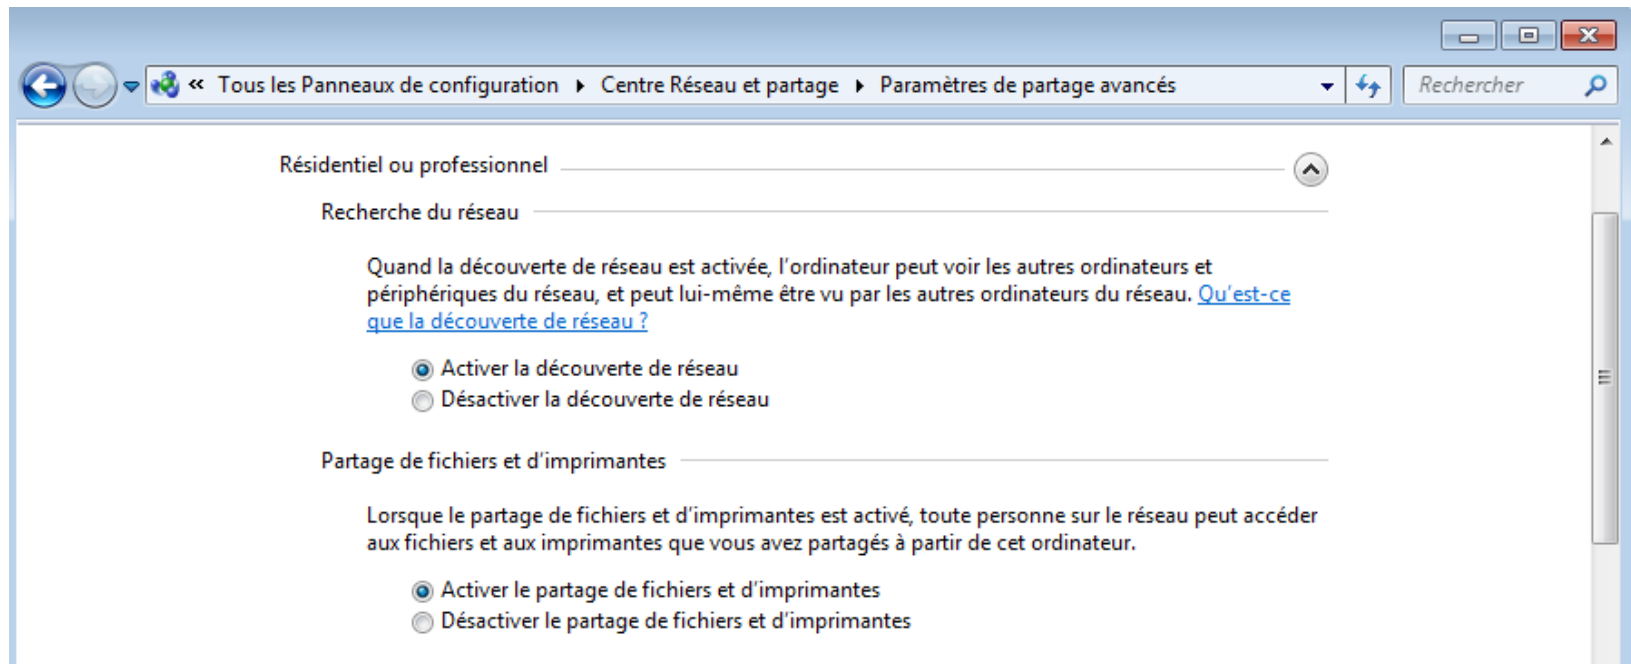 « Tous les Panneaux de configuration ▸ Centre Réseau et partage ▸ Paramètres de partage avancés Rechercher
Résidentiel ou professionnel
Recherche du réseau
Quand la découverte de réseau est activée, l'ordinateur peut voir les autres ordinateurs et
périphériques du réseau, et peut lui-même être vu par les autres ordinateurs du réseau. Qu'est-ce
que la découverte de réseau ?
Activer la découverte de réseau
Désactiver la découverte de réseau
Partage de fichiers et d'imprimantes
Lorsque le partage de fichiers et d'imprimantes est activé, toute personne sur le réseau peut accéder
aux fichiers et aux imprimantes que vous avez partagés à partir de cet ordinateur.
Activer le partage de fichiers et d'imprimantes
Désactiver le partage de fichiers et d'imprimantes